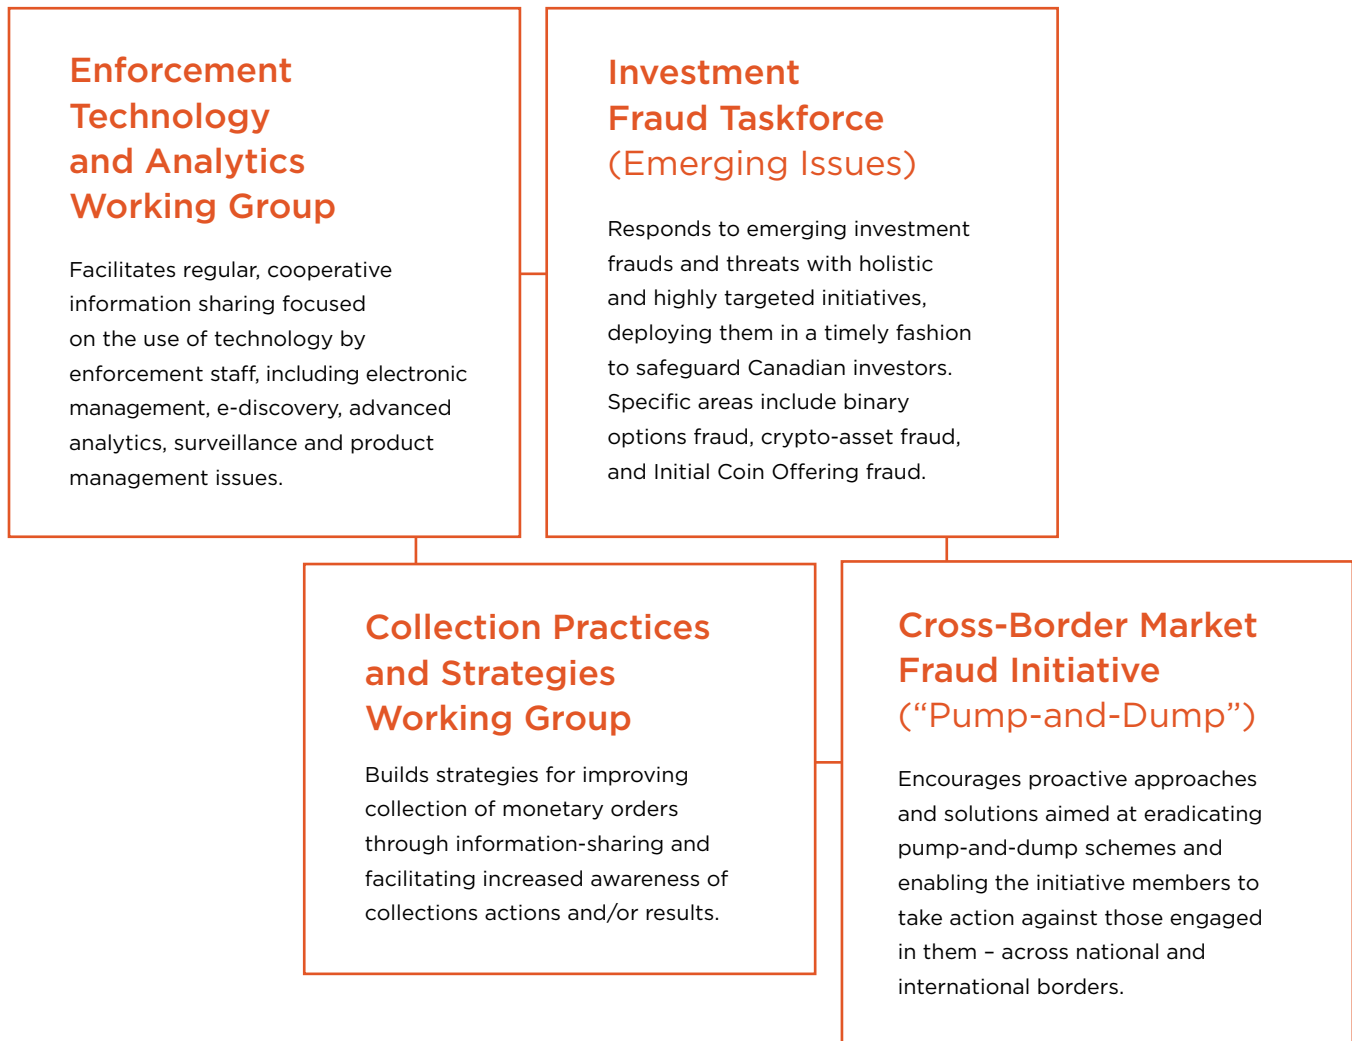 Enforcement
Technology
and Analytics
Working Group
Facilitates regular, cooperative
information sharing focused
on the use of technology by
enforcement staff, including electronic
management, e-discovery, advanced
analytics, surveillance and product
management issues.
Investment
Fraud Taskforce
(Emerging Issues)
Responds to emerging investment
frauds and threats with holistic
and highly targeted initiatives,
deploying them in a timely fashion
to safeguard Canadian investors.
Specific areas include binary
options fraud, crypto-asset fraud,
and Initial Coin Offering fraud.
Collection Practices
and Strategies
Working Group
Builds strategies for improving
collection of monetary orders
through information-sharing and
facilitating increased awareness of
collections actions and/or results.
Cross-Border Market
Fraud Initiative
(“Pump-and-Dump”)
Encourages proactive approaches
and solutions aimed at eradicating
pump-and-dump schemes and
enabling the initiative members to
take action against those engaged
in them – across national and
international borders.